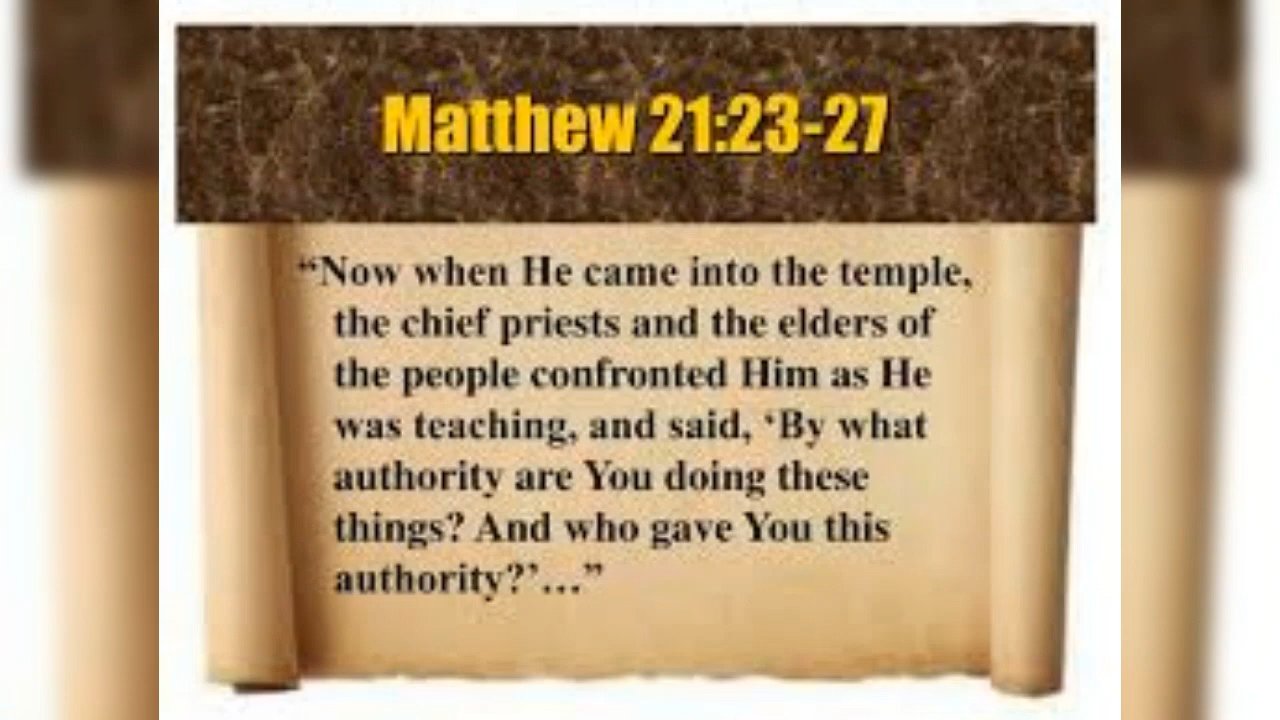 Matthew 21:23-27
“Now when He came into the temple,
the chief priests and the elders of
the people confronted Him as He
was teaching, and said, ‘By what
authority are You doing these
things? And who gave You this
authority?’...”